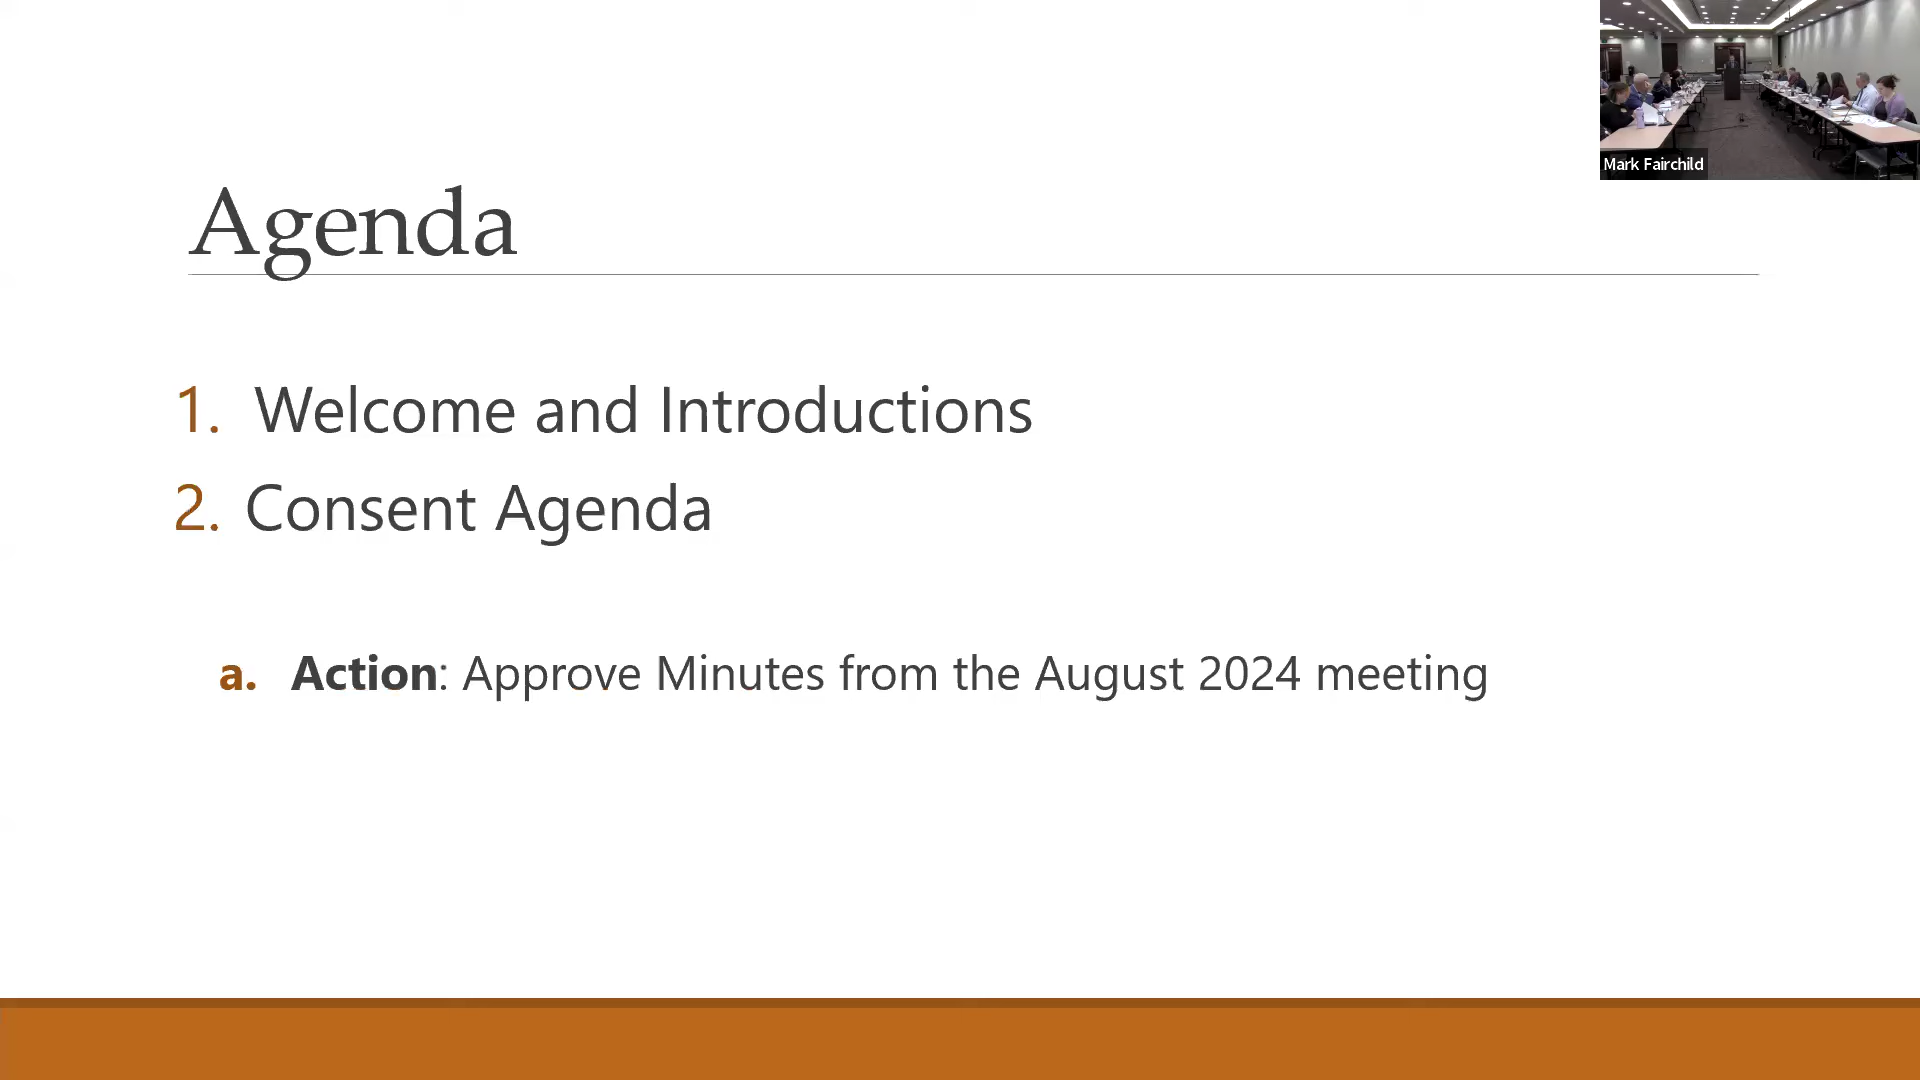 Mark Fairchild
Agenda
1. Welcome and Introductions
2. Consent Agenda
a. Action: Approve Minutes from the August 2024 meeting